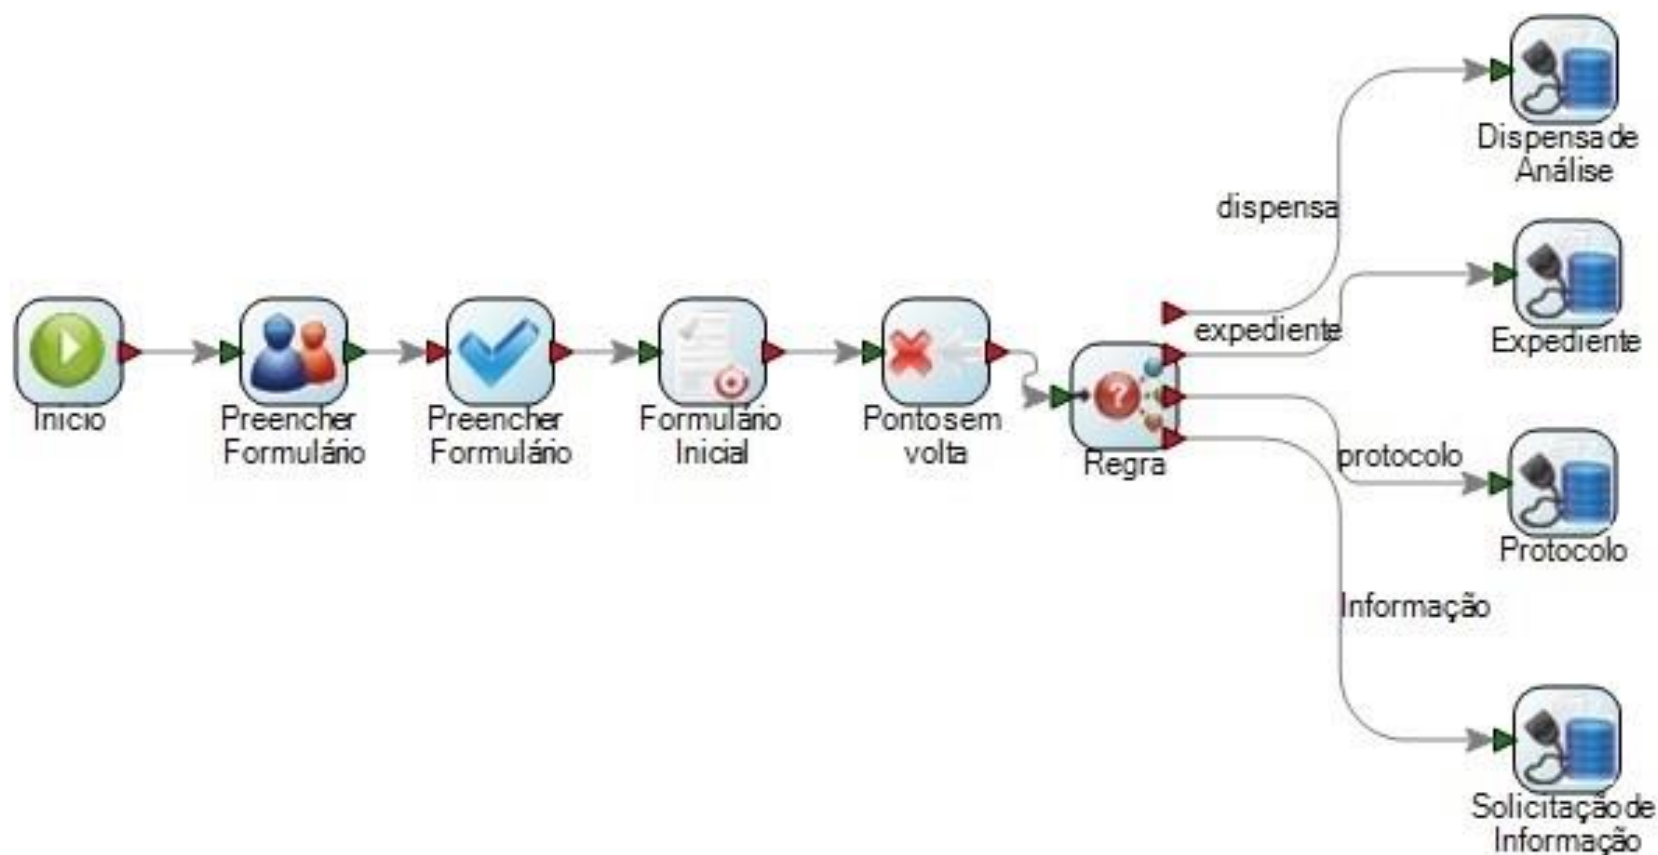 Início
Preencher
Formulário
Preencher
Formulário
Formulário
Inicial
Ponto sem
volta
Regra
dispensa
expediente
protocolo
Informação
Dispensa de
Análise
Expediente
Protocolo
Solicitação de
Informação